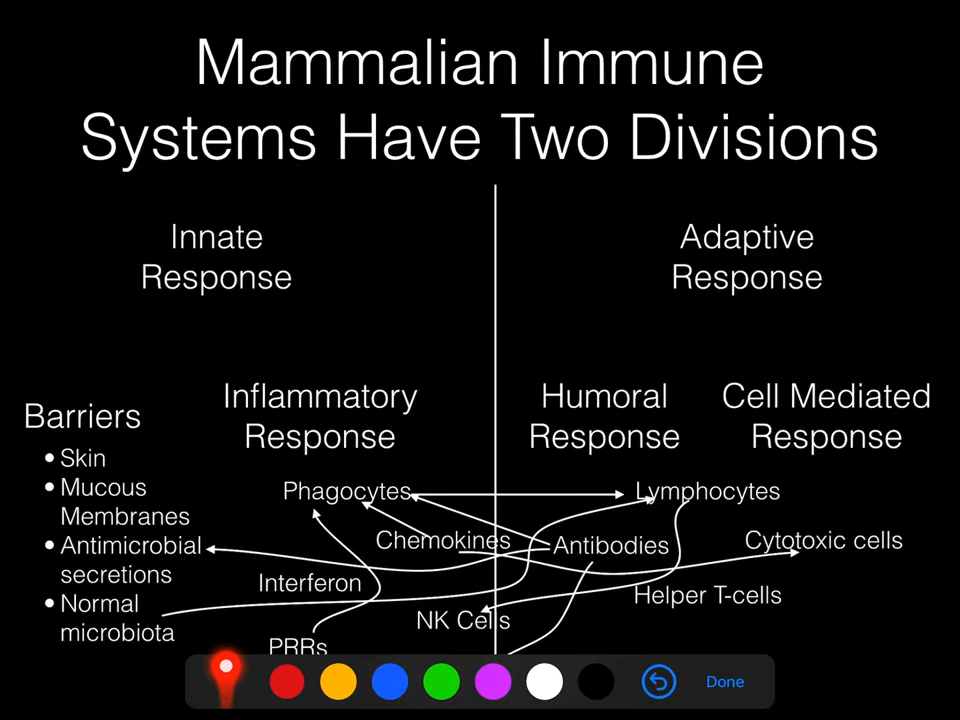 Mammalian Immune
Systems Have Two Divisions
Innate
Response
Adaptive
Response
Barriers
• Skin
• Mucous
Membranes
• Antimicrobial
secretions
• Normal
microbiota
Inflammatory
Response
Phagocytes
Chemokines
Interferon
NK Cells
PRRs
Humoral
Response
Cell Mediated
Response
Lymphocytes
Antibodies
Cytotoxic cells
Helper T-cells
Done